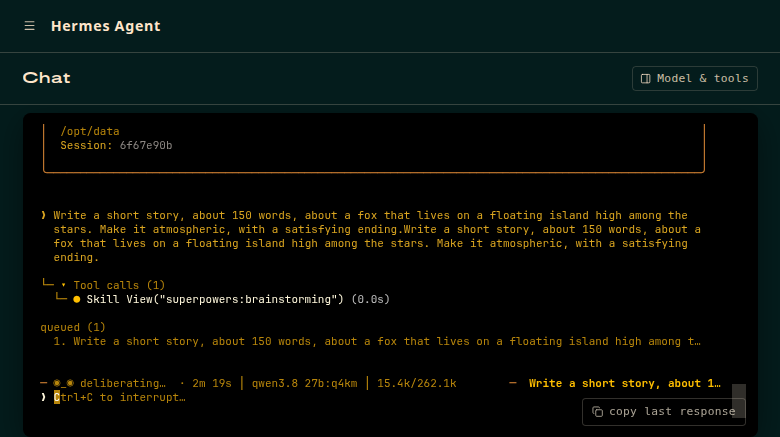 ☰ Hermes Agent
Chat
Model & tools
/opt/data
Session: 6f67e90b
❯ Write a short story, about 150 words, about a fox that lives on a floating island high among the
stars. Make it atmospheric, with a satisfying ending.Write a short story, about 150 words, about a
fox that lives on a floating island high among the stars. Make it atmospheric, with a satisfying
ending.
└─ ▾ Tool calls (1)
└─ ● Skill View("superpowers:brainstorming") (0.0s)
queued (1)
1. Write a short story, about 150 words, about a fox that lives on a floating island high among t…
─ ◉_◉ deliberating… · 2m 19s │ qwen3.8 27b:q4km │ 15.4k/262.1k ─ Write a short story, about 1…
❯ Ctrl+C to interrupt…
copy last response